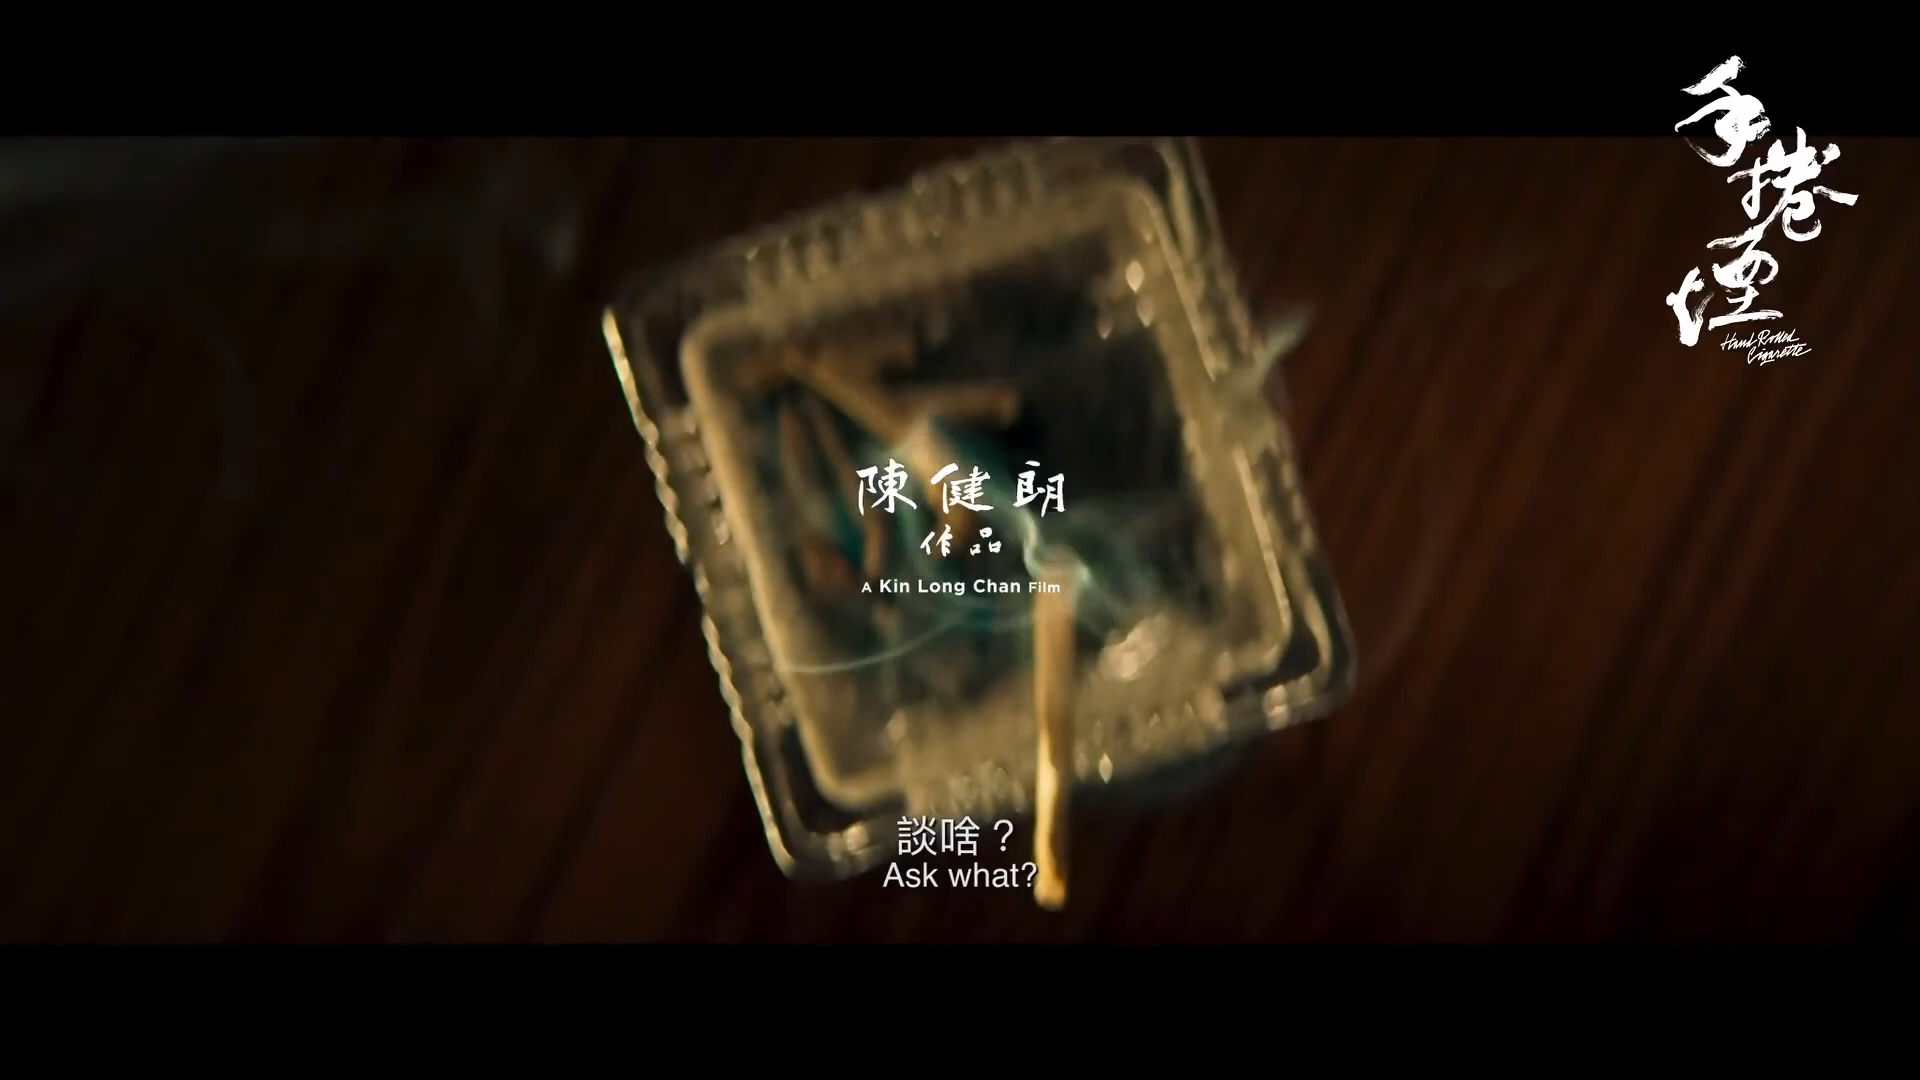 手捲煙
Hand Rolled
Cigarette
陳健朗
作品
A Kin Long Chan Film
談啥？
Ask what?